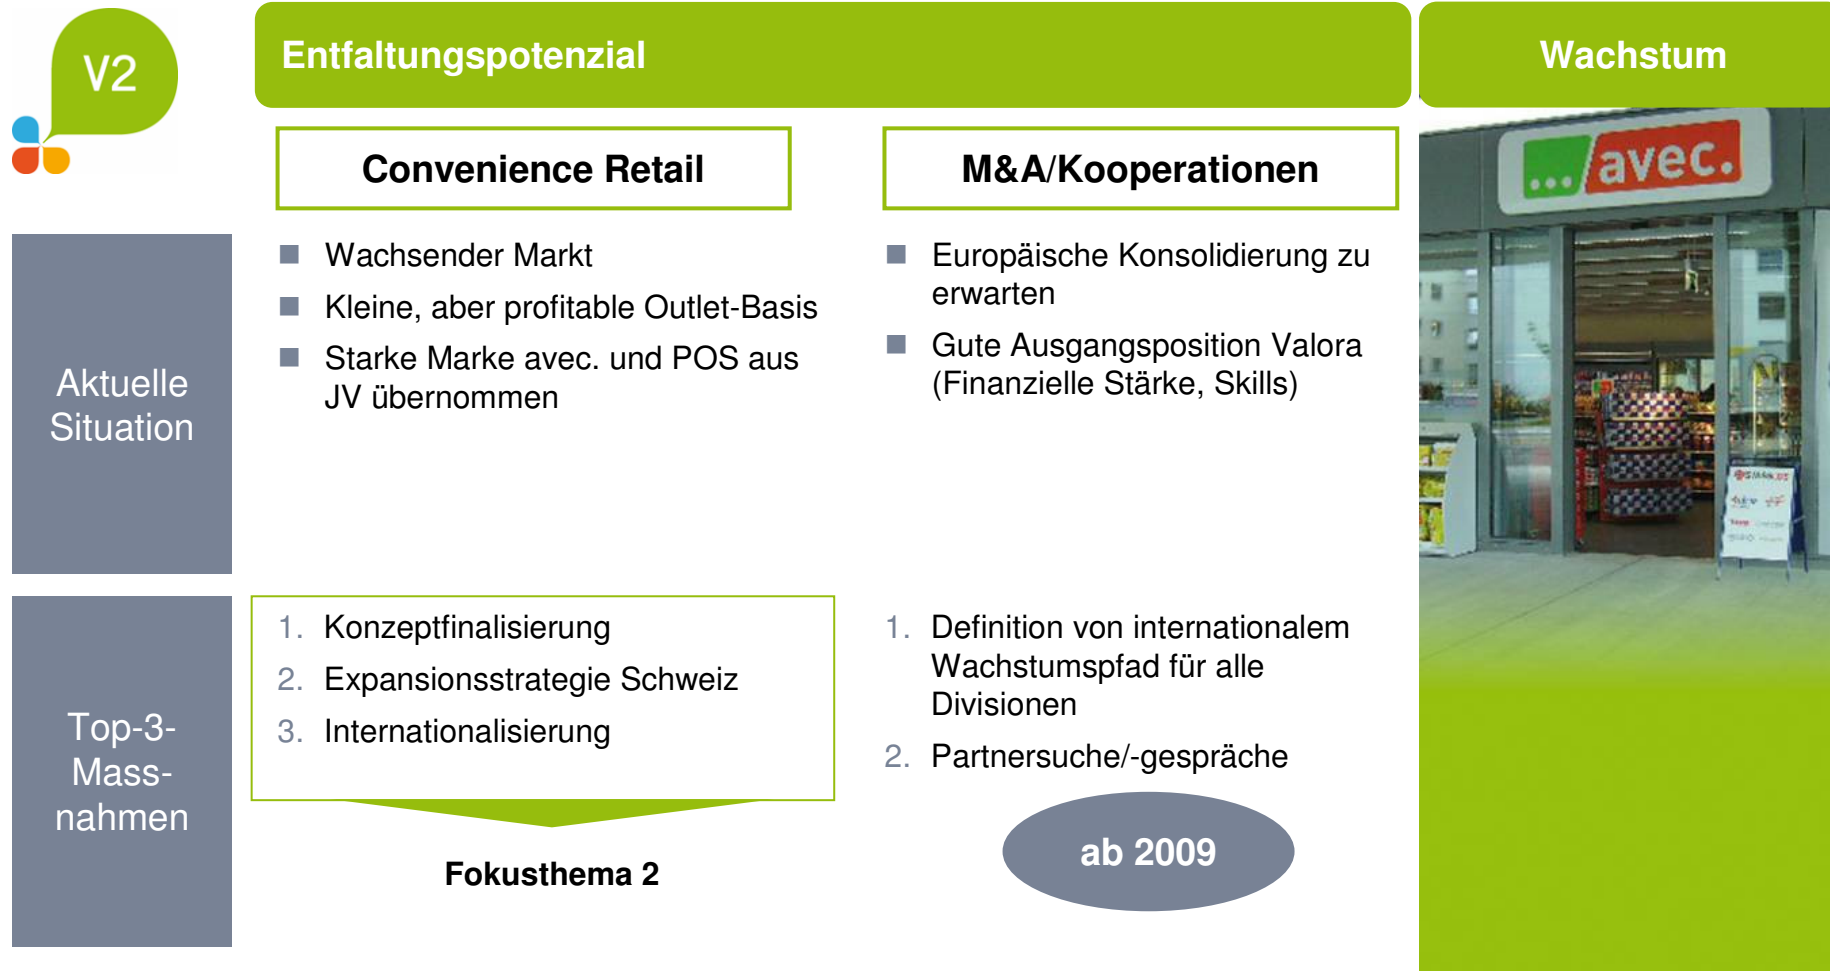 V2
Entfaltungspotenzial
Wachstum
Convenience Retail
M&A/Kooperationen
.../avec.
Aktuelle
Situation
Wachsender Markt
Kleine, aber profitable Outlet-Basis
Starke Marke avec. und POS aus
JV übernommen
Europäische Konsolidierung zu
erwarten
Gute Ausgangsposition Valora
(Finanzielle Stärke, Skills)
Top-3-
Mass-
nahmen
1. Konzeptfinalisierung
2. Expansionsstrategie Schweiz
3. Internationalisierung
Fokusthema 2
1. Definition von internationalem
Wachstumspfad für alle
Divisionen
2. Partnersuche/-gespräche
ab 2009